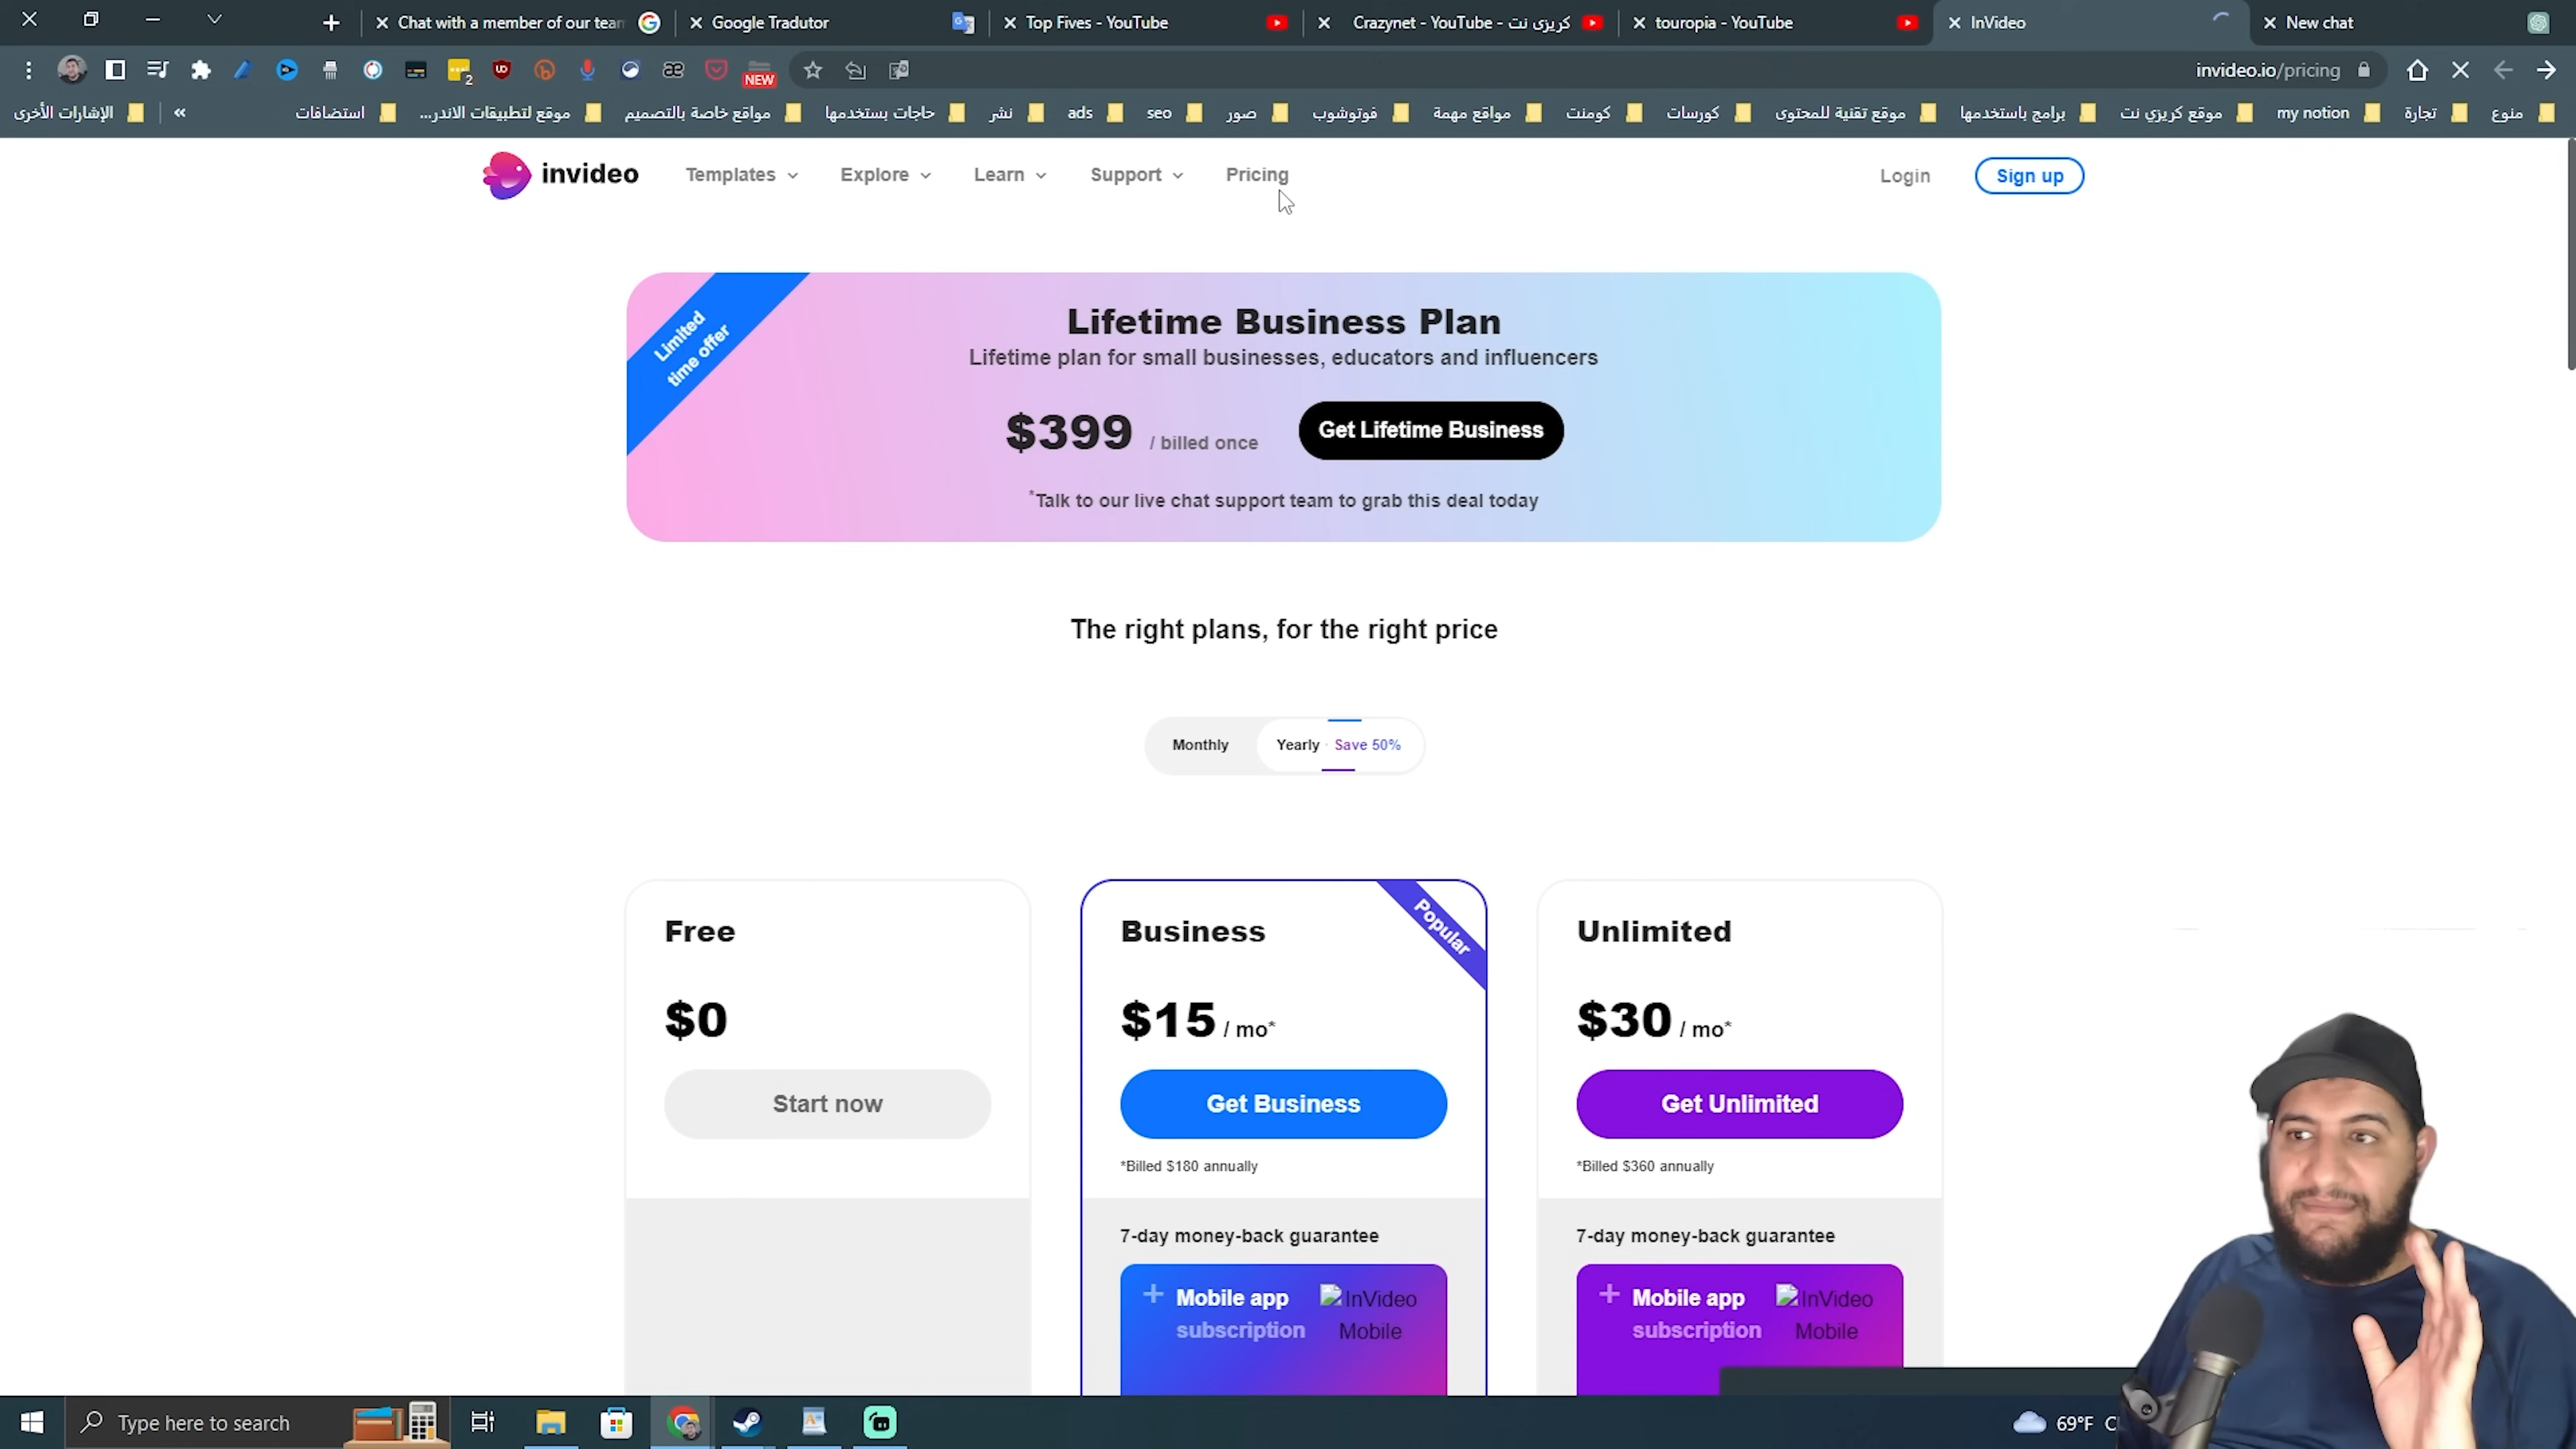 Chat with a member of our team
Google Tradutor
Top Fives - YouTube
Crazynet - YouTube - كريزى نت
touropia - YouTube
InVideo
New chat
2
NEW
invideo.io/pricing
الإشارات الأخرى
«
استضافات
موقع لتطبيقات الاندر...
مواقع خاصة بالتصميم
حاجات بستخدمها
نشر
ads
seo
صور
فوتوشوب
مواقع مهمة
كومنت
كورسات
موقع تقنية للمحتوى
برامج باستخدمها
موقع كريزي نت
my notion
تجارة
منوع
invideo
Templates
Explore
Learn
Support
Pricing
Login
Sign up
Limited
time offer
Lifetime Business Plan
Lifetime plan for small businesses, educators and influencers
$399 / billed once
Get Lifetime Business
*Talk to our live chat support team to grab this deal today
The right plans, for the right price
Monthly
Yearly · Save 50%
Free
$0
Start now
Popular
Business
$15 / mo*
Get Business
*Billed $180 annually
7-day money-back guarantee
+ Mobile app
subscription
InVideo
Mobile
Unlimited
$30 / mo*
Get Unlimited
*Billed $360 annually
7-day money-back guarantee
+ Mobile app
subscription
InVideo
Mobile
Type here to search
69°F